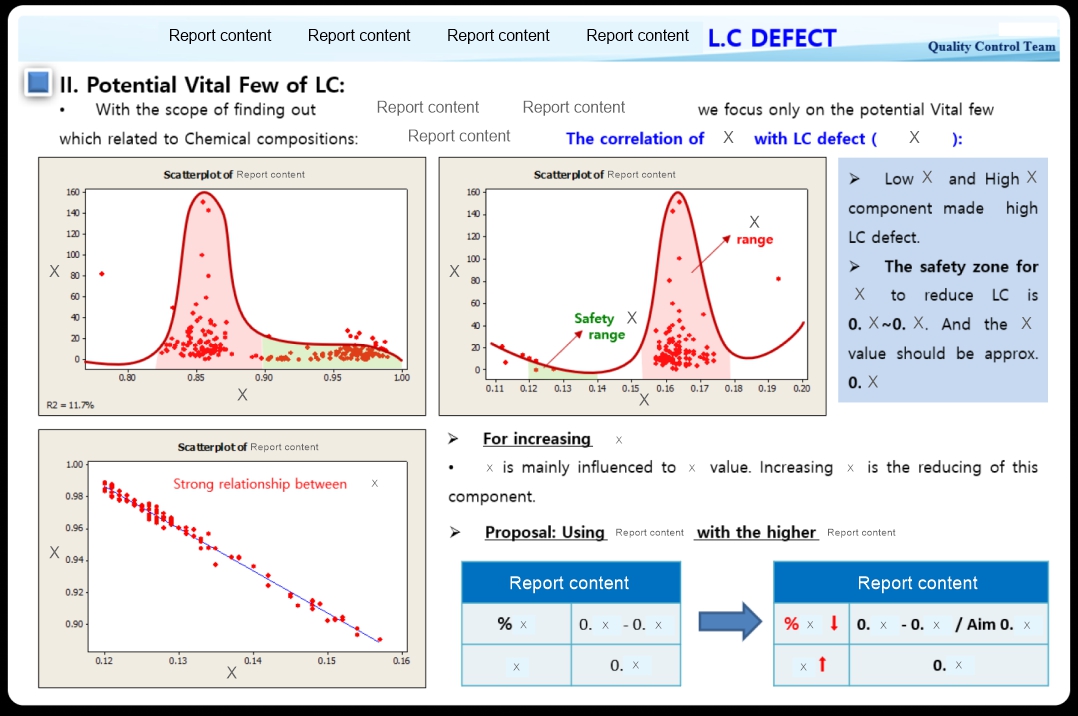 Report content Report content Report content Report content L.C DEFECT
Quality Control Team
II. Potential Vital Few of LC:
• With the scope of finding out Report content Report content we focus only on the potential Vital few
which related to Chemical compositions: Report content The correlation of X with LC defect ( X ):
Scatterplot of Report content
160
140
120
100
80
60
40
20
0
X
0.80 0.85 0.90 0.95 1.00
X
R2 = 11.7%
Scatterplot of Report content
160
140
120
100
80
60
40
20
0
X
X
range
Safety X
range
0.11 0.12 0.13 0.14 0.15 0.16 0.17 0.18 0.19 0.20
X
➢ Low X and High X
component made high
LC defect.
➢ The safety zone for
X to reduce LC is
0. X ~0. X. And the X
value should be approx.
0. X
Scatterplot of Report content
1.00
0.98
0.96
0.94
0.92
0.90
X
Strong relationship between x
0.12 0.13 0.14 0.15 0.16
X
➢ For increasing x
• x is mainly influenced to x value. Increasing x is the reducing of this
component.
➢ Proposal: Using Report content with the higher Report content
Report content
% x 0. x - 0. x
x 0. x
Report content
% x ↓ 0. x - 0. x / Aim 0. x
x ↑ 0. x